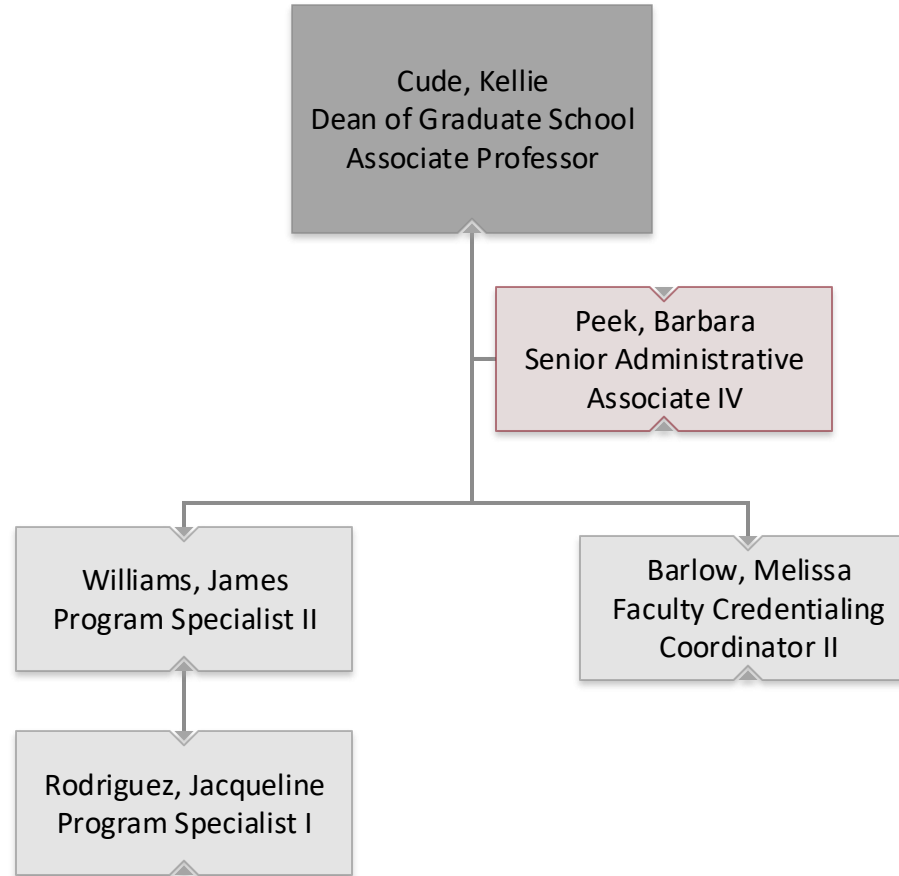 Cude, Kellie
Dean of Graduate School
Associate Professor
Peek, Barbara
Senior Administrative
Associate IV
Williams, James
Program Specialist II
Barlow, Melissa
Faculty Credentialing
Coordinator II
Rodriguez, Jacqueline
Program Specialist I